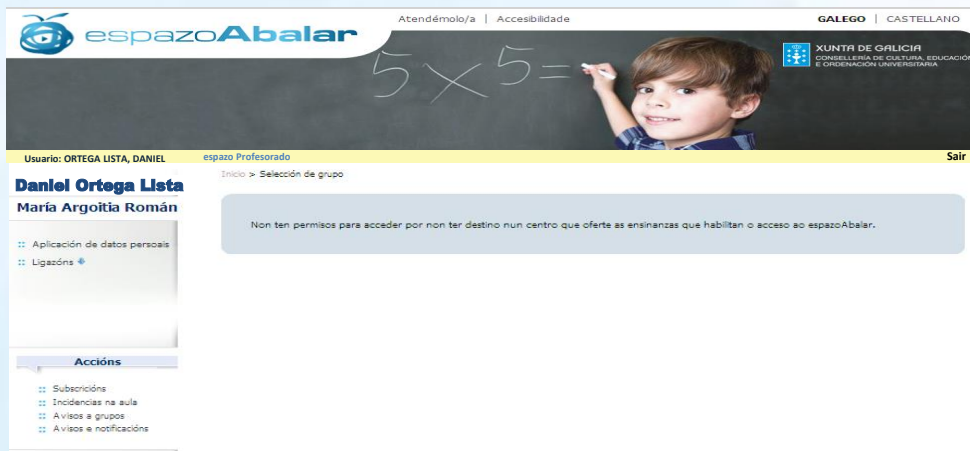 espazoAbalar
Atendémolo/a | Accesibilidade
GALEGO | CASTELLANO
5 x 5 =
XUNTA DE GALICIA
CONSELLERÍA DE CULTURA, EDUCACIÓN
E ORDENACIÓN UNIVERSITARIA
Usuario: ORTEGA LISTA, DANIEL
espazo Profesorado
Sair
Inicio > Selección de grupo
Daniel Ortega Lista
María Argoitia Román
Non ten permisos para acceder por non ter destino nun centro que oferte as ensinanzas que habilitan o acceso ao espazoAbalar.
Aplicación de datos persoais
Ligazóns
Accións
Subscricións
Incidencias na aula
Avisos a grupos
Avisos e notificacións